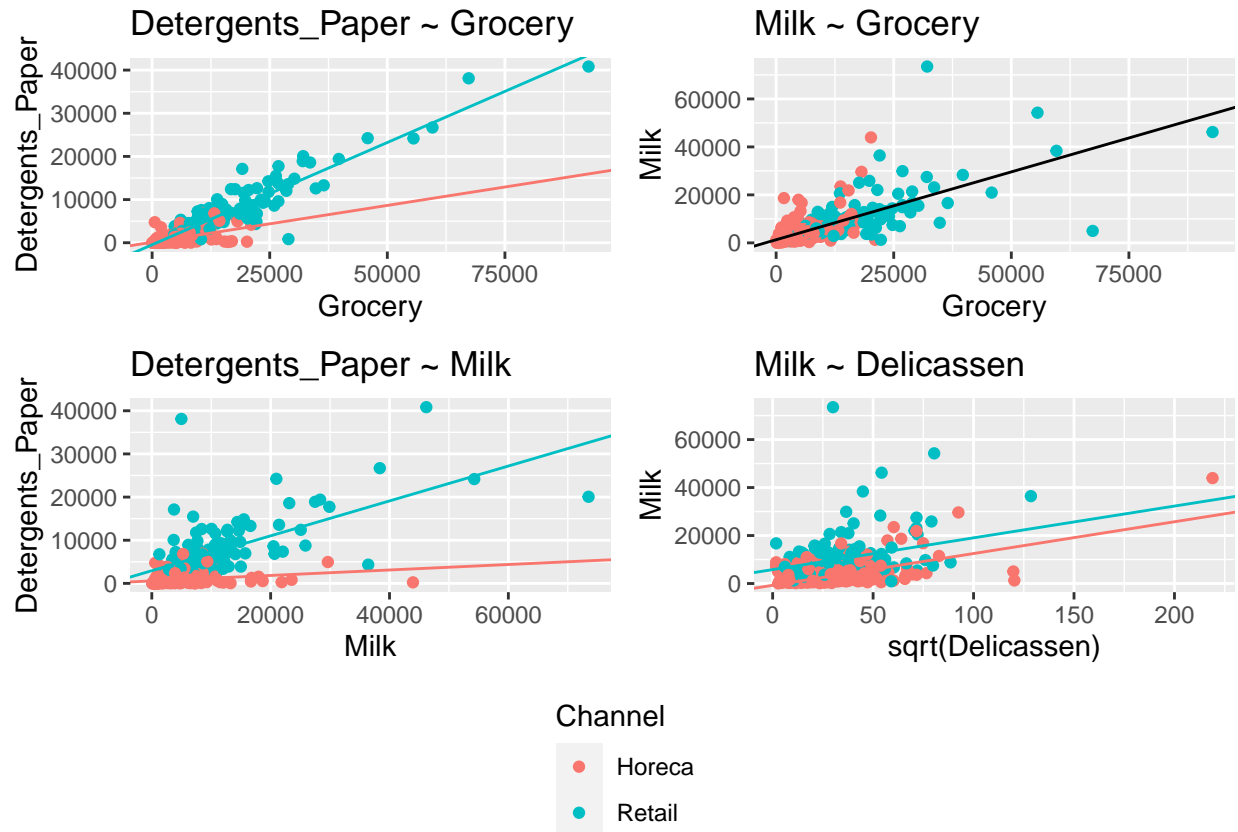 Detergents_Paper ~ Grocery
Detergents_Paper
40000
30000
20000
10000
0
0 25000 50000 75000
Grocery
Milk ~ Grocery
Milk
60000
40000
20000
0
0 25000 50000 75000
Grocery
Detergents_Paper ~ Milk
Detergents_Paper
40000
30000
20000
10000
0
0 20000 40000 60000
Milk
Milk ~ Delicassen
Milk
60000
40000
20000
0
0 50 100 150 200
sqrt(Delicassen)
Channel
Horeca
Retail